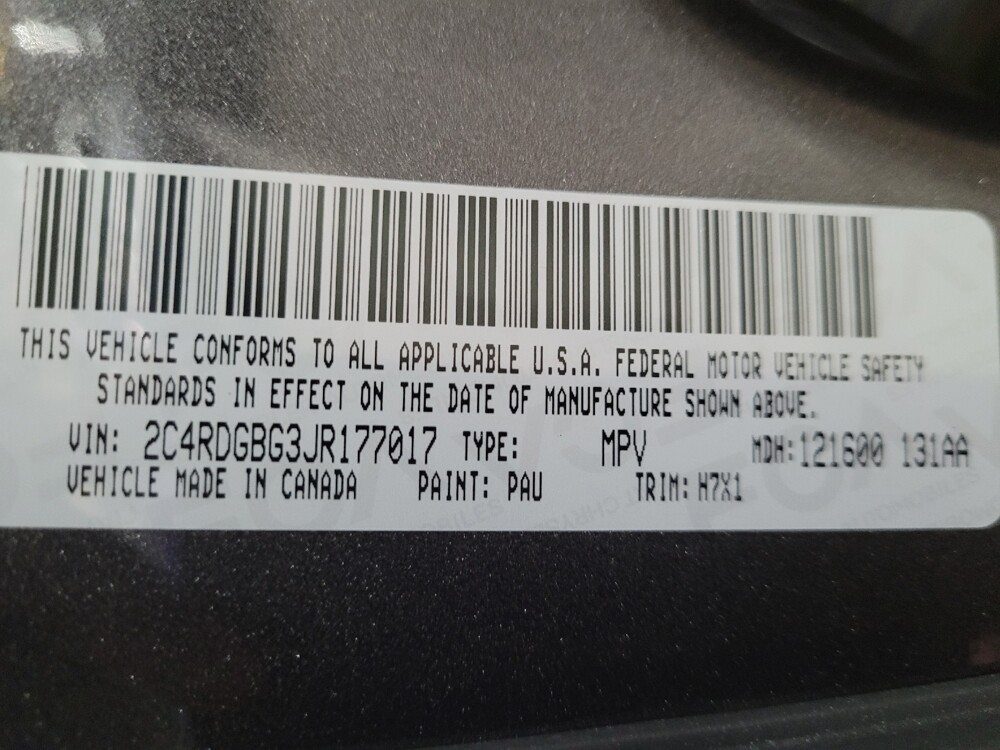 THIS VEHICLE CONFORMS TO ALL APPLICABLE U.S.A. FEDERAL MOTOR VEHICLE SAFETY
STANDARDS IN EFFECT ON THE DATE OF MANUFACTURE SHOWN ABOVE.
VIN: 2C4RDGBG3JR177017 TYPE: MPV MDH:121600 131AA
VEHICLE MADE IN CANADA PAINT: PAU TRIM: H7X1